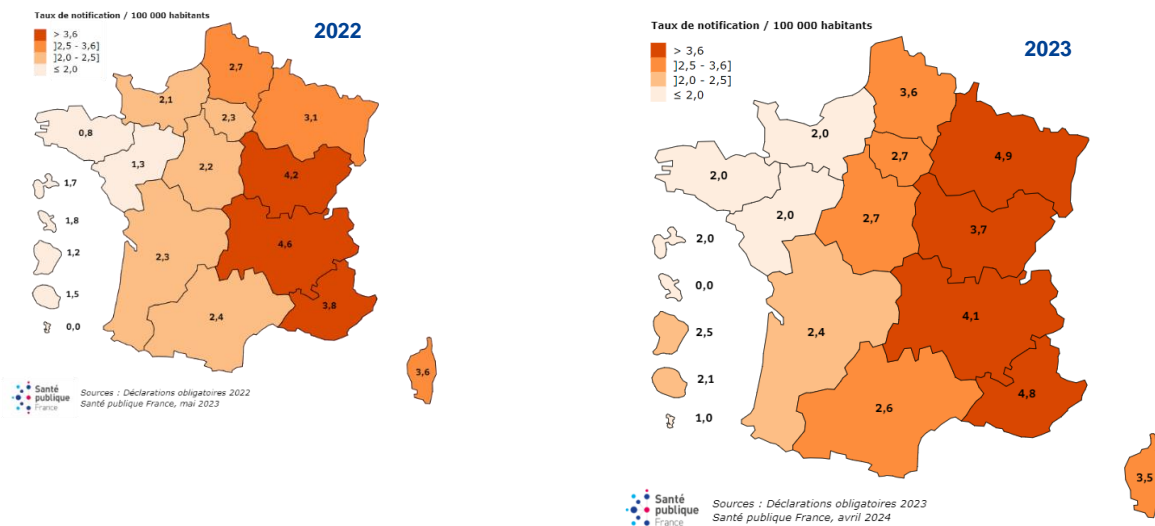 Taux de notification / 100 000 habitants
2022
> 3,6
]2,5 - 3,6]
]2,0 - 2,5]
≤ 2,0
2,7
2,1
2,3
3,1
0,8
1,3
2,2
4,2
1,7
1,8
1,2
2,3
4,6
1,5
3,8
0,0
2,4
3,6
Santé
publique
France
Sources : Déclarations obligatoires 2022
Santé publique France, mai 2023
Taux de notification / 100 000 habitants
2023
> 3,6
]2,5 - 3,6]
]2,0 - 2,5]
≤ 2,0
3,6
2,0
2,7
4,9
2,0
2,0
2,7
3,7
2,0
0,0
2,5
2,4
4,1
2,1
4,8
1,0
2,6
3,5
Santé
publique
France
Sources : Déclarations obligatoires 2023
Santé publique France, avril 2024